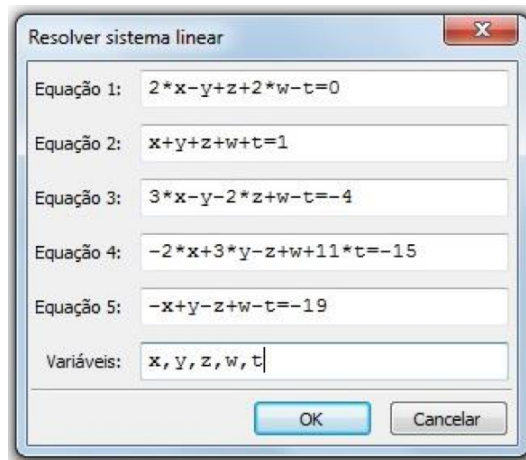 Resolver sistema linear
Equação 1: 2*x-y+z+2*w-t=0
Equação 2: x+y+z+w+t=1
Equação 3: 3*x-y-2*z+w-t=-4
Equação 4: -2*x+3*y-z+w+11*t=-15
Equação 5: -x+y-z+w-t=-19
Variáveis: x,y,z,w,t
OK Cancelar